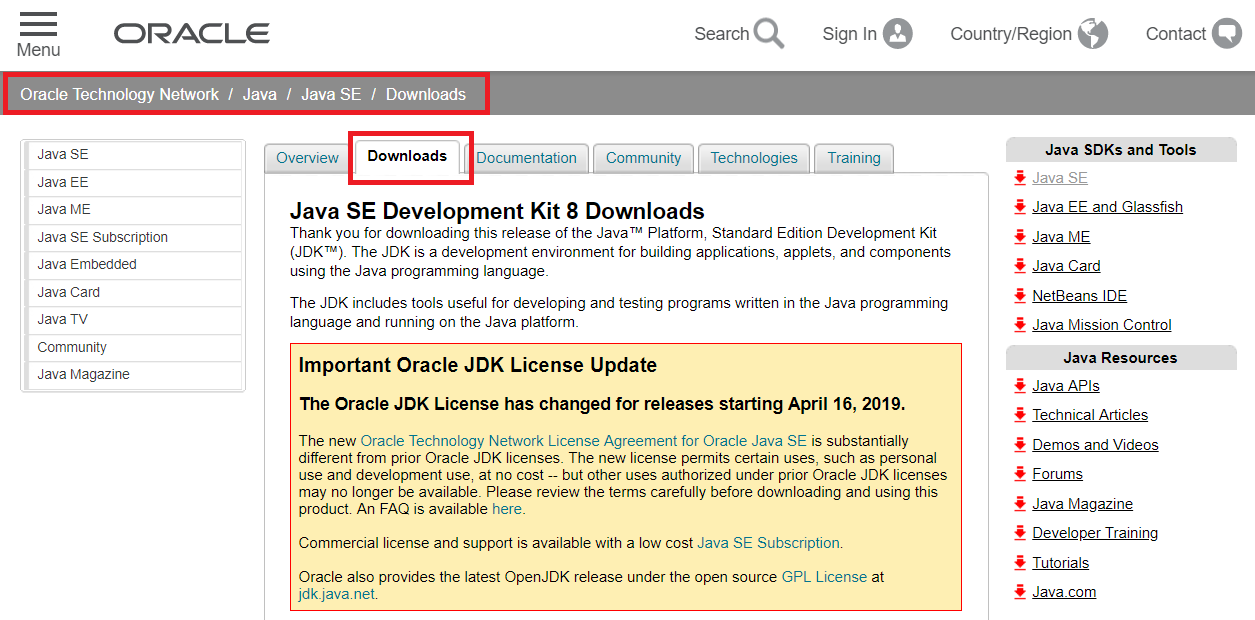 Menu
ORACLE
Search
Sign In
Country/Region
Contact
Oracle Technology Network / Java / Java SE / Downloads
Java SE
Java EE
Java ME
Java SE Subscription
Java Embedded
Java Card
Java TV
Community
Java Magazine
Overview
Downloads
Documentation
Community
Technologies
Training
Java SE Development Kit 8 Downloads
Thank you for downloading this release of the Java™ Platform, Standard Edition Development Kit
(JDK™). The JDK is a development environment for building applications, applets, and components
using the Java programming language.
The JDK includes tools useful for developing and testing programs written in the Java programming
language and running on the Java platform.
Important Oracle JDK License Update
The Oracle JDK License has changed for releases starting April 16, 2019.
The new Oracle Technology Network License Agreement for Oracle Java SE is substantially
different from prior Oracle JDK licenses. The new license permits certain uses, such as personal
use and development use, at no cost -- but other uses authorized under prior Oracle JDK licenses
may no longer be available. Please review the terms carefully before downloading and using this
product. An FAQ is available here.
Commercial license and support is available with a low cost Java SE Subscription.
Oracle also provides the latest OpenJDK release under the open source GPL License at
jdk.java.net.
Java SDKs and Tools
Java SE
Java EE and Glassfish
Java ME
Java Card
NetBeans IDE
Java Mission Control
Java Resources
Java APIs
Technical Articles
Demos and Videos
Forums
Java Magazine
Developer Training
Tutorials
Java.com